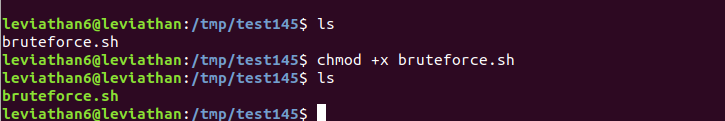 leviathan6@leviathan:/tmp/test145$ ls
bruteforce.sh
leviathan6@leviathan:/tmp/test145$ chmod +x bruteforce.sh
leviathan6@leviathan:/tmp/test145$ ls
bruteforce.sh
leviathan6@leviathan:/tmp/test145$